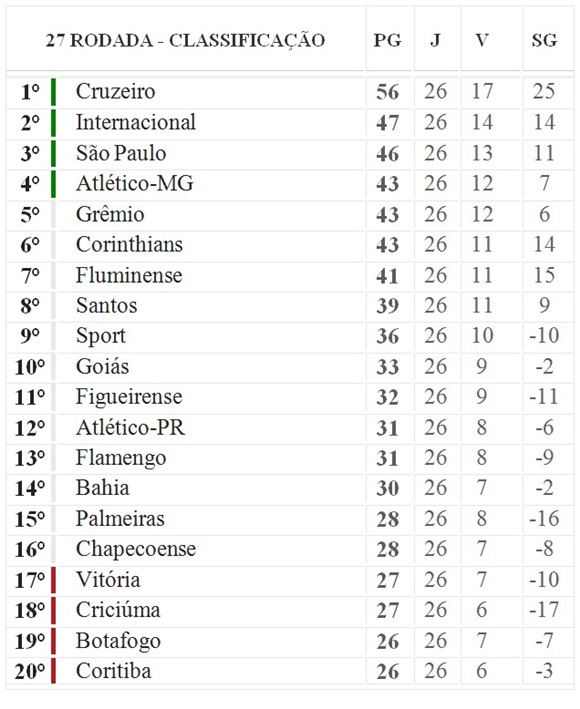 27 RODADA - CLASSIFICAÇÃO PG J V SG
1° Cruzeiro 56 26 17 25
2° Internacional 47 26 14 14
3° São Paulo 46 26 13 11
4° Atlético-MG 43 26 12 7
5° Grêmio 43 26 12 6
6° Corinthians 43 26 11 14
7° Fluminense 41 26 11 15
8° Santos 39 26 11 9
9° Sport 36 26 10 -10
10° Goiás 33 26 9 -2
11° Figueirense 32 26 9 -11
12° Atlético-PR 31 26 8 -6
13° Flamengo 31 26 8 -9
14° Bahia 30 26 7 -2
15° Palmeiras 28 26 8 -16
16° Chapecoense 28 26 7 -8
17° Vitória 27 26 7 -10
18° Criciúma 27 26 6 -17
19° Botafogo 26 26 7 -7
20° Coritiba 26 26 6 -3